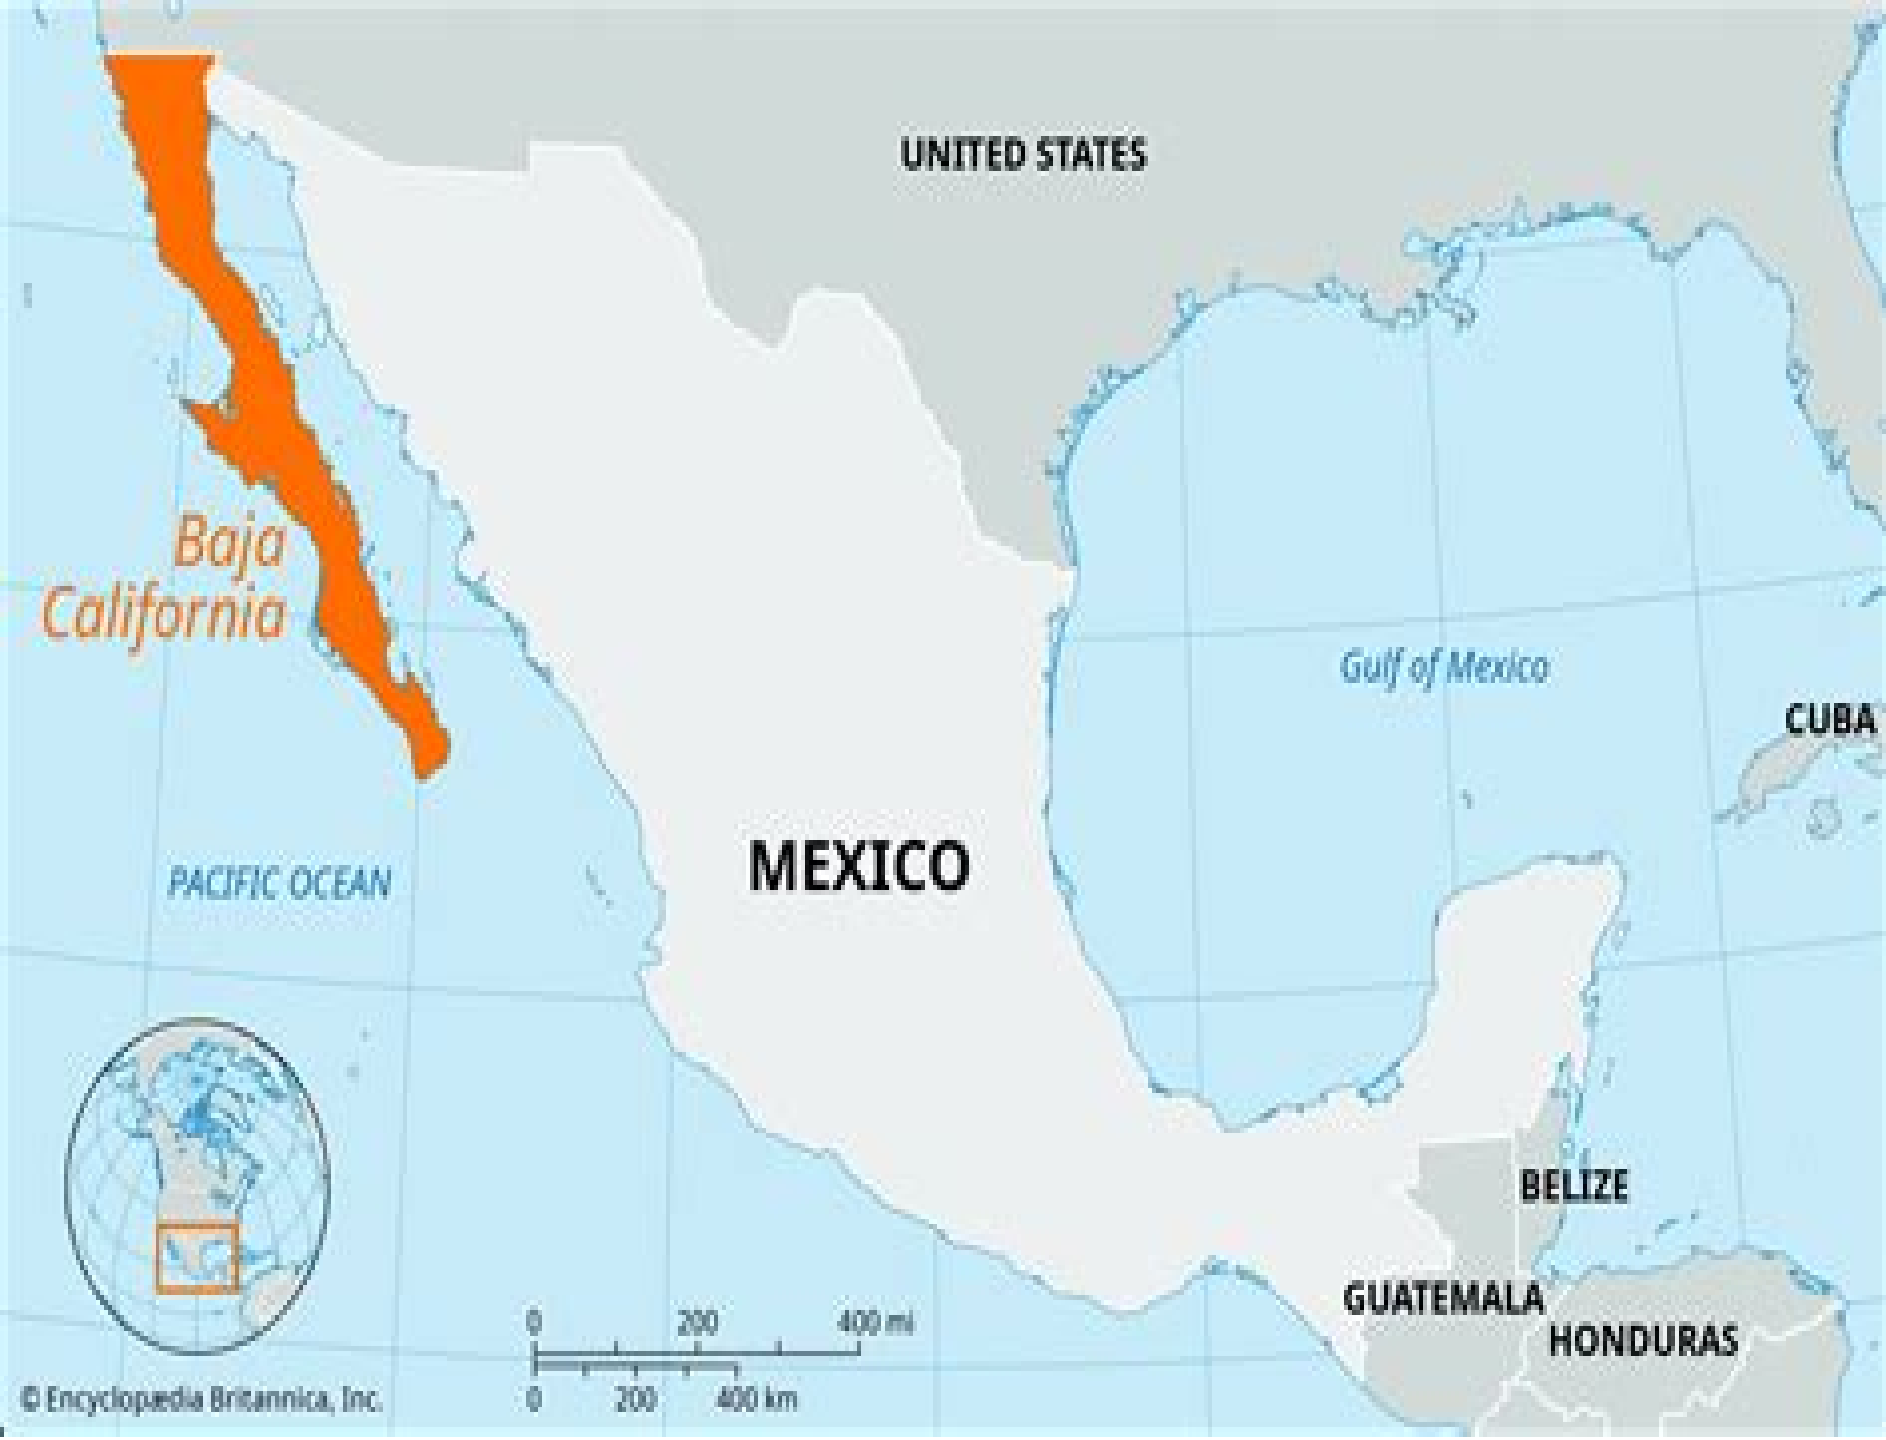 UNITED STATES
Baja
California
Gulf of Mexico
CUBA
MEXICO
PACIFIC OCEAN
BELIZE
GUATEMALA
HONDURAS
0 200 400 mi
0 200 400 km
© Encyclopædia Britannica, Inc.